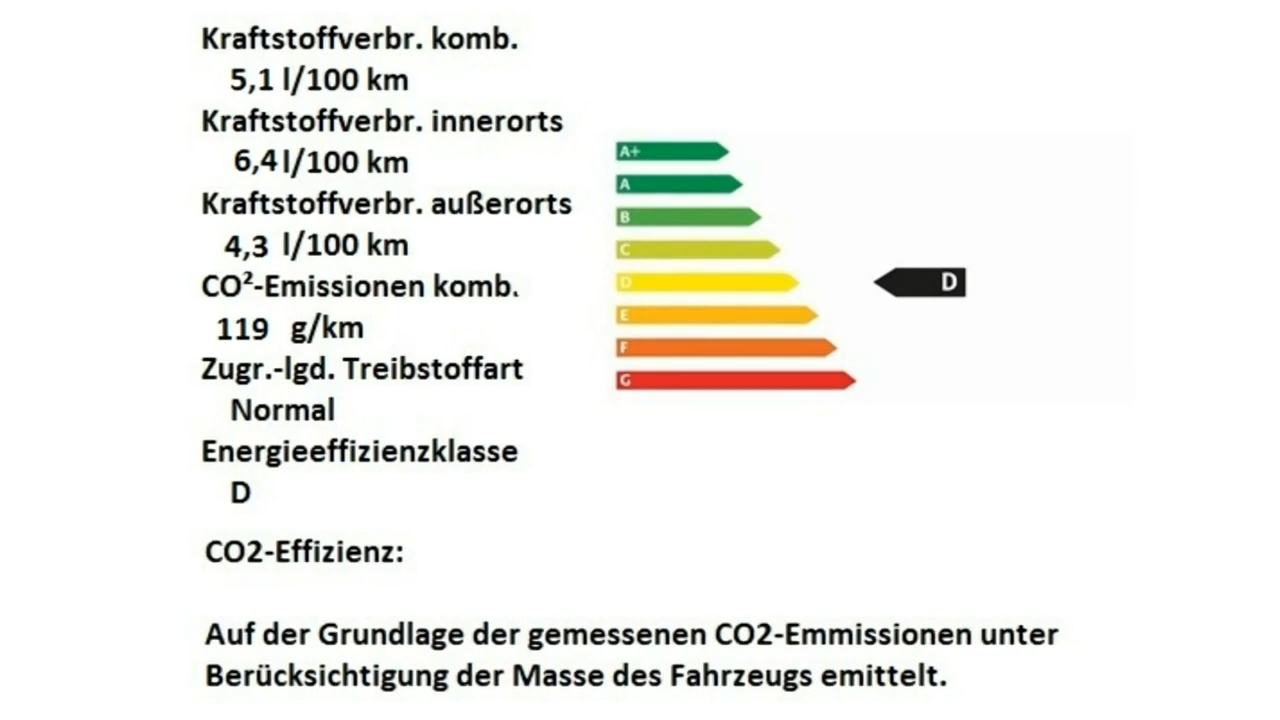 Kraftstoffverbr. komb.
5,1 l/100 km
Kraftstoffverbr. innerorts
6,4 l/100 km
Kraftstoffverbr. außerorts
4,3 l/100 km
CO²-Emissionen komb.
119 g/km
Zugr.-lgd. Treibstoffart
Normal
Energieeffizienzklasse
D
A+
A
B
C
D
E
F
G
D
CO2-Effizienz:
Auf der Grundlage der gemessenen CO2-Emmissionen unter
Berücksichtigung der Masse des Fahrzeugs emittelt.